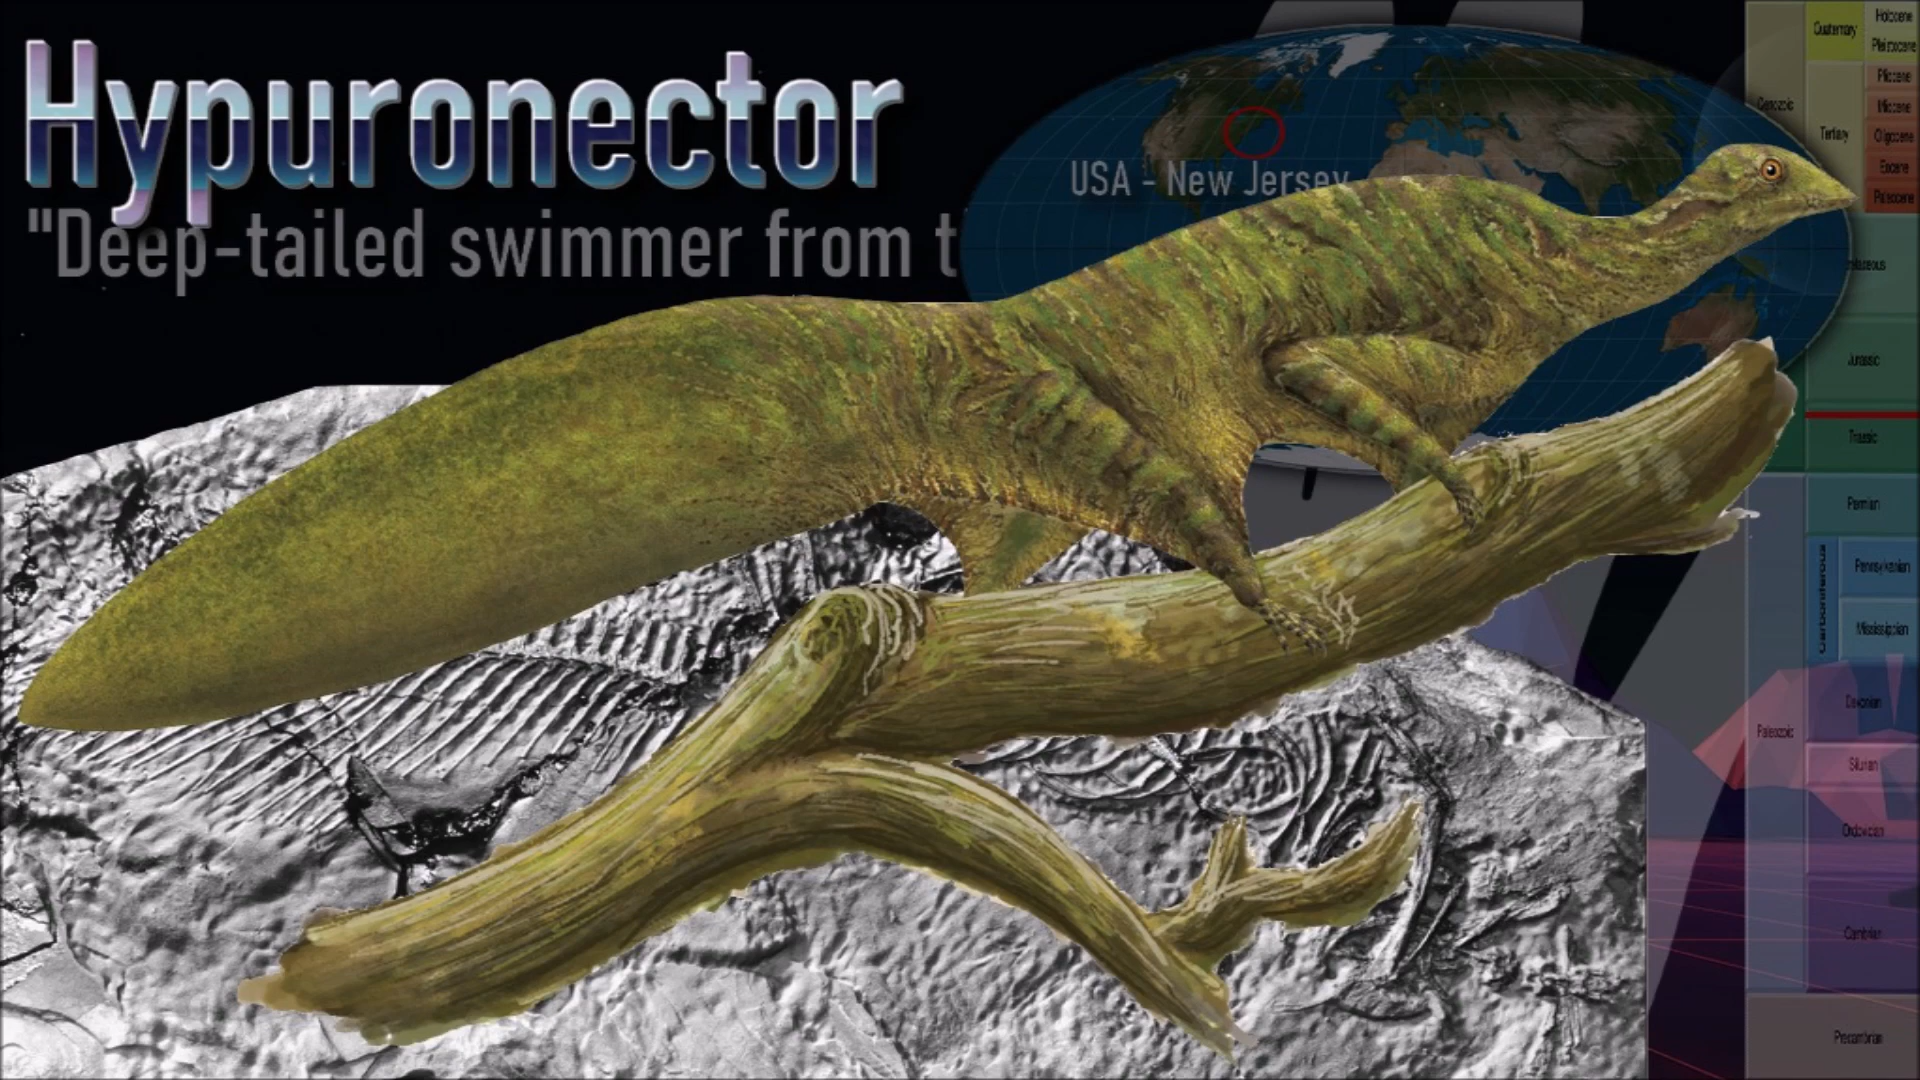 Hypuronector
"Deep-tailed swimmer from t
USA - New Jersey
Quaternary
Holocene
Pleistocene
Cenozoic
Tertiary
Pliocene
Miocene
Oligocene
Eocene
Paleocene
Jurassic
Triassic
Permian
Carboniferous
Pennsylvanian
Mississippian
Devonian
Paleozoic
Silurian
Ordovician
Cambrian
Precambrian